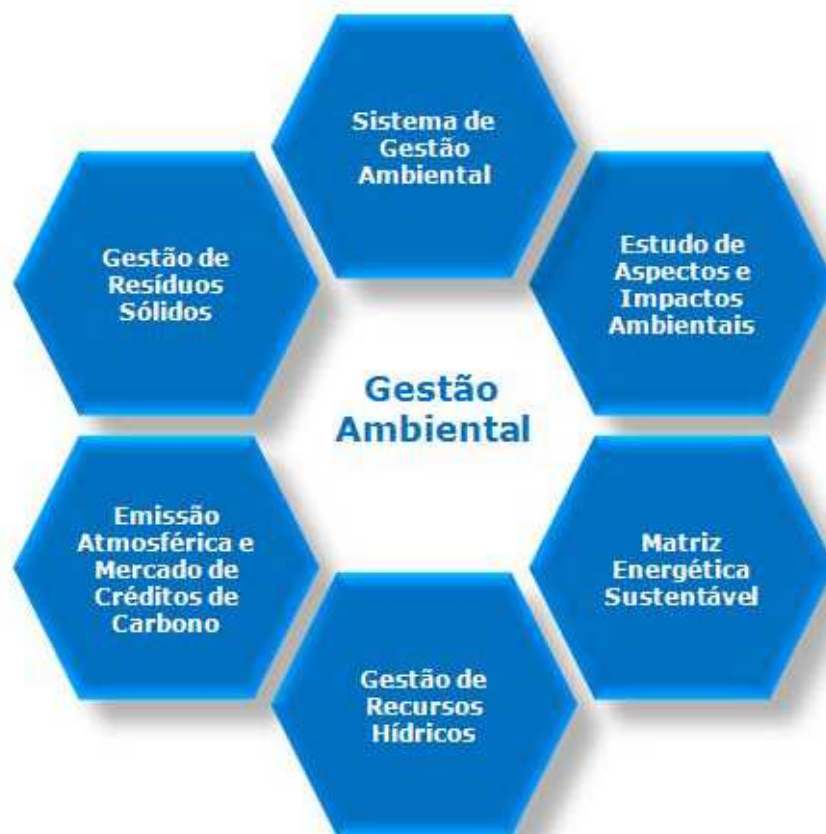 Sistema de
Gestão
Ambiental
Estudo de
Aspectos e
Impactos
Ambientais
Matriz
Energética
Sustentável
Gestão de
Recursos
Hídricos
Emissão
Atmosférica e
Mercado de
Créditos de
Carbono
Gestão de
Resíduos
Sólidos
Gestão
Ambiental